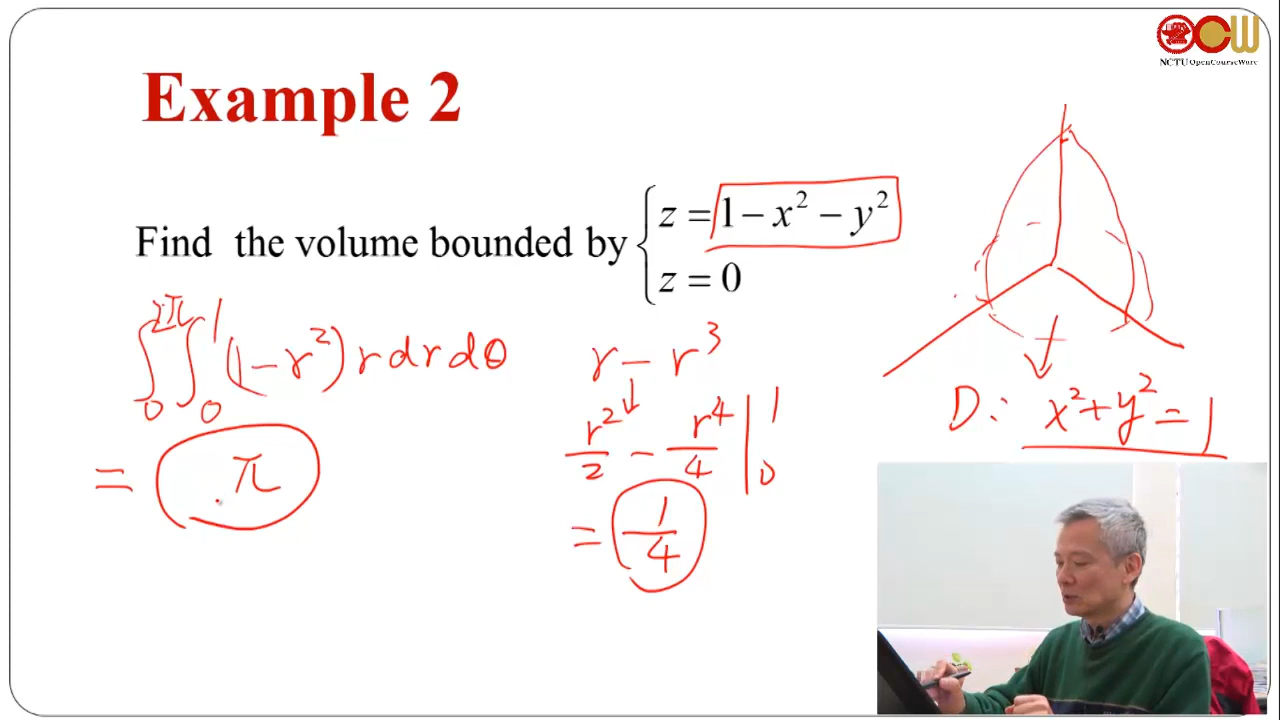 NCTU OpenCourseWare
Example 2
Find the volume bounded by { z = 1 − x² − y²
z = 0
∫₀^{2π} ∫₀^1 (1 − r²) r dr dθ
= π
r − r³
↓
r²/2 − r⁴/4 |₀^1
= 1/4
D: x² + y² = 1